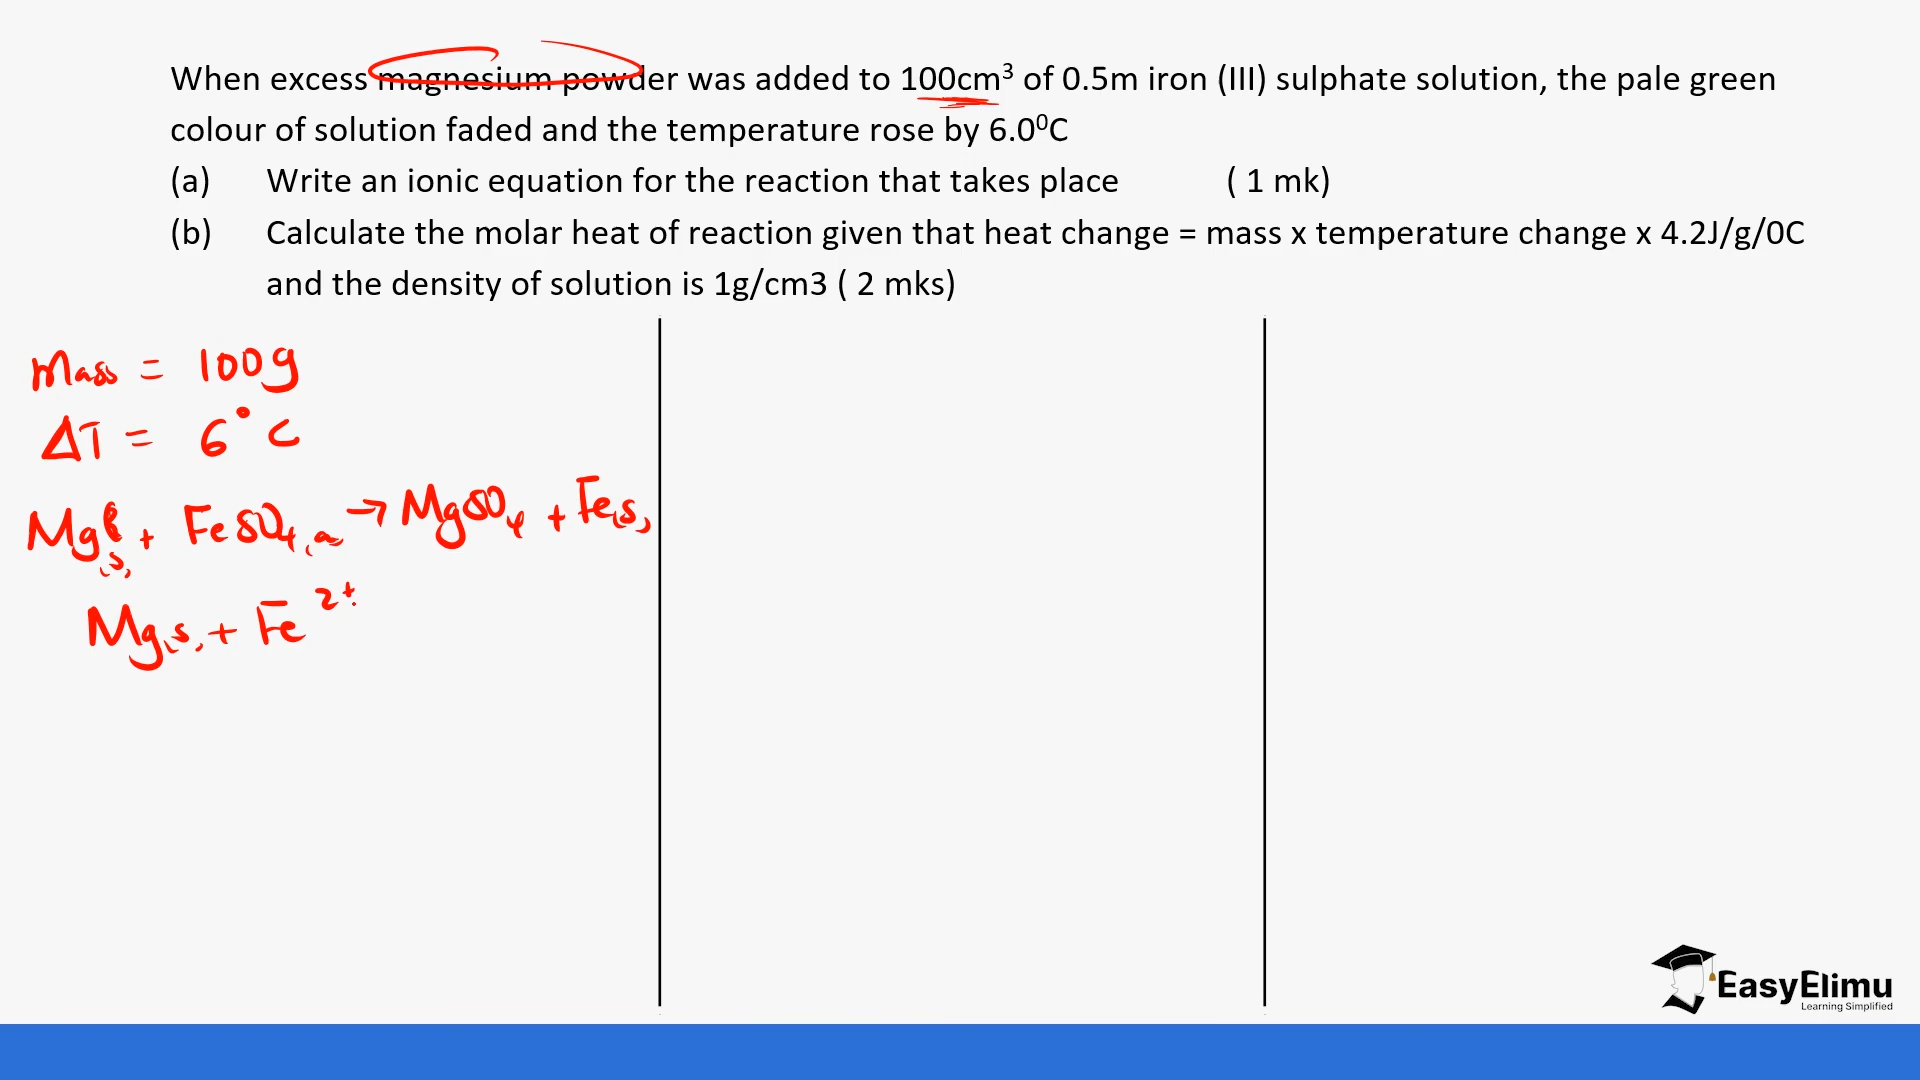 When excess magnesium powder was added to 100cm³ of 0.5m iron (III) sulphate solution, the pale green
colour of solution faded and the temperature rose by 6.0⁰C
(a) Write an ionic equation for the reaction that takes place ( 1 mk)
(b) Calculate the molar heat of reaction given that heat change = mass x temperature change x 4.2J/g/0C
and the density of solution is 1g/cm3 ( 2 mks)
Mass = 100g
ΔT = 6°C
Mg(s) + FeSO₄(a) → MgSO₄ + Fe(s)
Mg(s) + Fe²⁺
EasyElimu
Learning Simplified